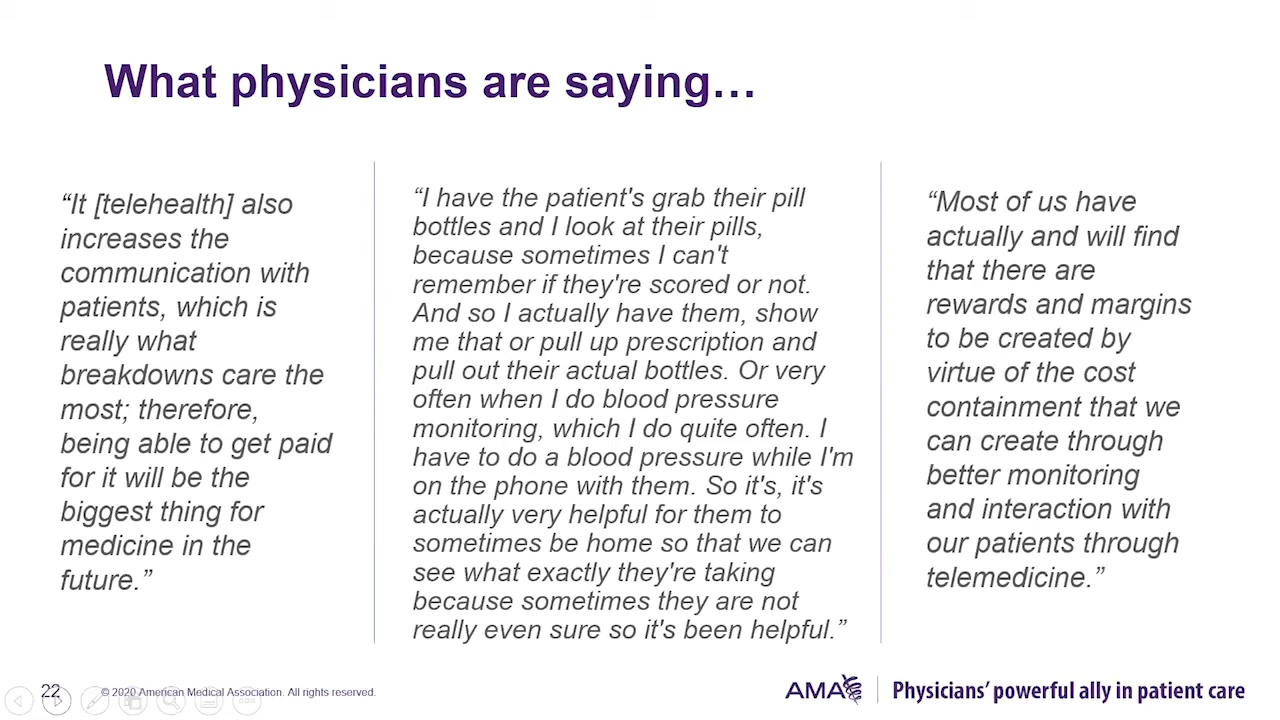 What physicians are saying…
“It [telehealth] also
increases the
communication with
patients, which is
really what
breakdowns care the
most; therefore,
being able to get paid
for it will be the
biggest thing for
medicine in the
future.”
“I have the patient's grab their pill
bottles and I look at their pills,
because sometimes I can't
remember if they're scored or not.
And so I actually have them, show
me that or pull up prescription and
pull out their actual bottles. Or very
often when I do blood pressure
monitoring, which I do quite often. I
have to do a blood pressure while I'm
on the phone with them. So it's, it's
actually very helpful for them to
sometimes be home so that we can
see what exactly they're taking
because sometimes they are not
really even sure so it's been helpful.”
“Most of us have
actually and will find
that there are
rewards and margins
to be created by
virtue of the cost
containment that we
can create through
better monitoring
and interaction with
our patients through
telemedicine.”
22
© 2020 American Medical Association. All rights reserved.
AMA
Physicians’ powerful ally in patient care